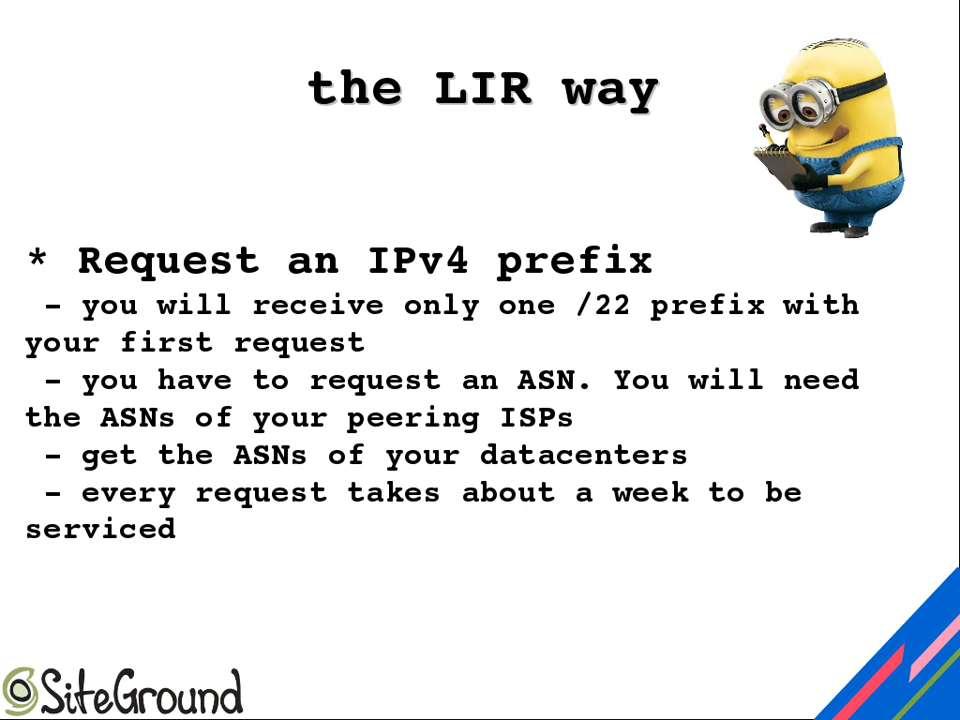 the LIR way
* Request an IPv4 prefix
- you will receive only one /22 prefix with
your first request
- you have to request an ASN. You will need
the ASNs of your peering ISPs
- get the ASNs of your datacenters
- every request takes about a week to be
serviced
SiteGround